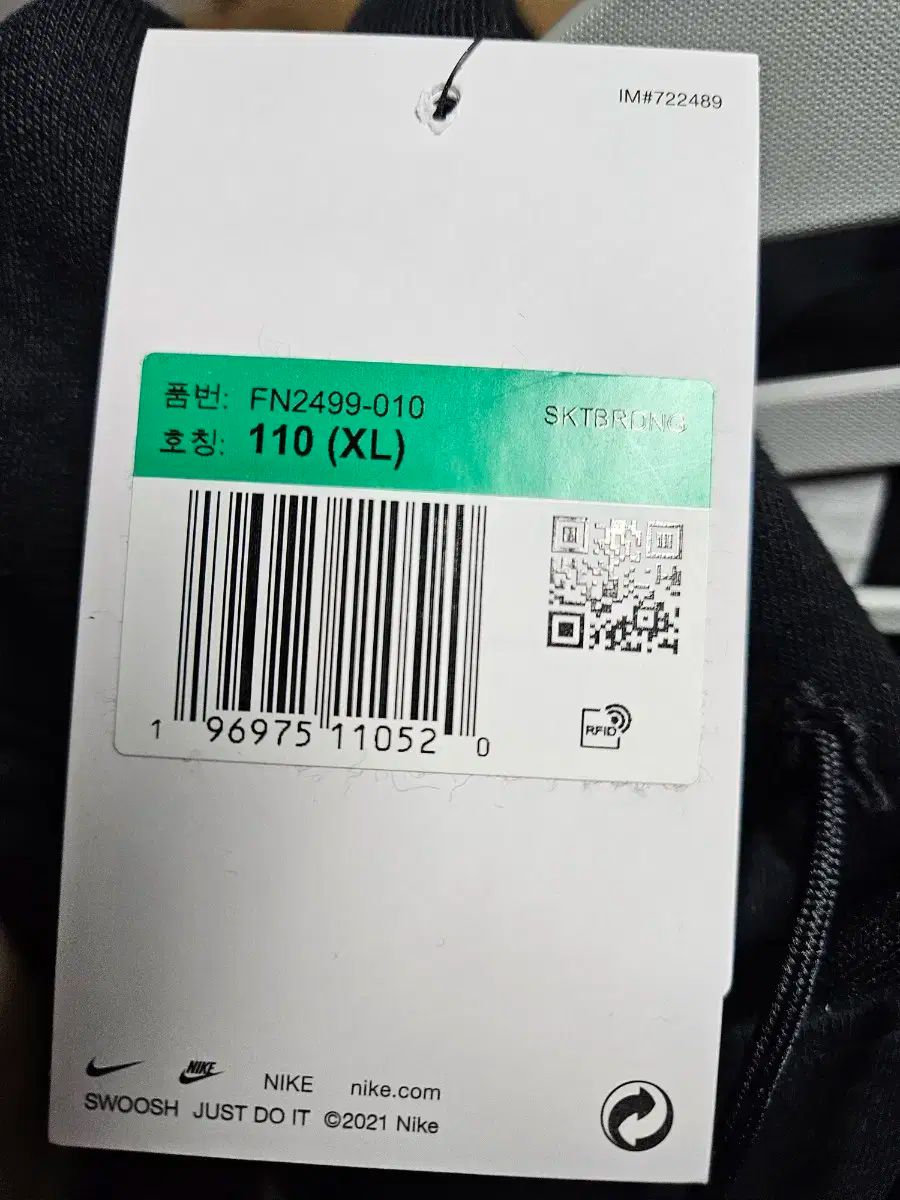 IM#722489
품번: FN2499-010
호칭: 110 (XL)
SKTBRDNG
1 96975 11052 0
RFID
NIKE NIKE nike.com
SWOOSH JUST DO IT ©2021 Nike